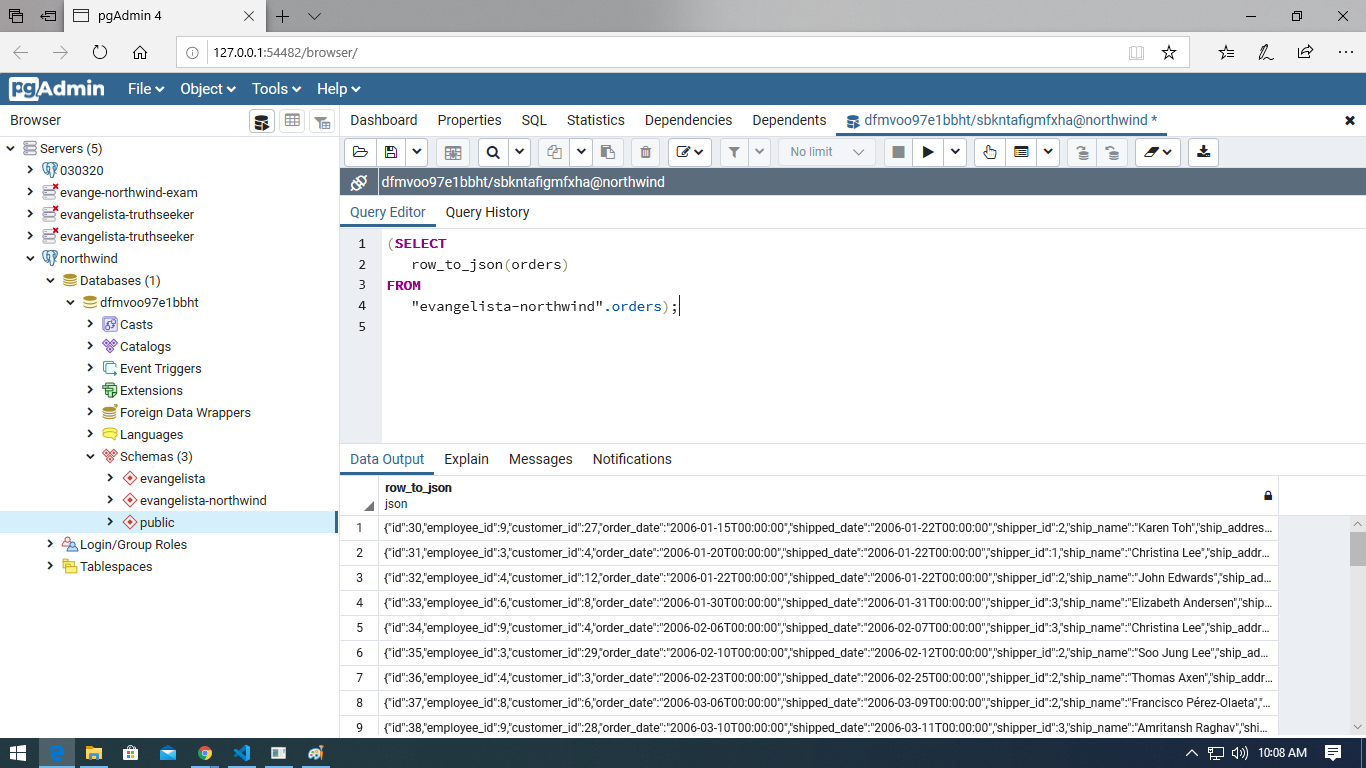 pgAdmin 4
127.0.0.1:54482/browser/
pgAdmin File Object Tools Help
Browser
Dashboard Properties SQL Statistics Dependencies Dependents dfmvoo97e1bbht/sbkntafigmfxha@northwind *
Servers (5)
030320
evange-northwind-exam
evangelista-truthseeker
evangelista-truthseeker
northwind
Databases (1)
dfmvoo97e1bbht
Casts
Catalogs
Event Triggers
Extensions
Foreign Data Wrappers
Languages
Schemas (3)
evangelista
evangelista-northwind
public
Login/Group Roles
Tablespaces
No limit
dfmvoo97e1bbht/sbkntafigmfxha@northwind
Query Editor Query History
1 (SELECT
2 row_to_json(orders)
3 FROM
4 "evangelista-northwind".orders);
5
Data Output Explain Messages Notifications
row_to_json
json
1 {"id":30,"employee_id":9,"customer_id":27,"order_date":"2006-01-15T00:00:00","shipped_date":"2006-01-22T00:00:00","shipper_id":2,"ship_name":"Karen Toh","ship_addres...
2 {"id":31,"employee_id":3,"customer_id":4,"order_date":"2006-01-20T00:00:00","shipped_date":"2006-01-22T00:00:00","shipper_id":1,"ship_name":"Christina Lee","ship_addr...
3 {"id":32,"employee_id":4,"customer_id":12,"order_date":"2006-01-22T00:00:00","shipped_date":"2006-01-22T00:00:00","shipper_id":2,"ship_name":"John Edwards","ship_ad...
4 {"id":33,"employee_id":6,"customer_id":8,"order_date":"2006-01-30T00:00:00","shipped_date":"2006-01-31T00:00:00","shipper_id":3,"ship_name":"Elizabeth Andersen","ship...
5 {"id":34,"employee_id":9,"customer_id":4,"order_date":"2006-02-06T00:00:00","shipped_date":"2006-02-07T00:00:00","shipper_id":3,"ship_name":"Christina Lee","ship_addr...
6 {"id":35,"employee_id":3,"customer_id":29,"order_date":"2006-02-10T00:00:00","shipped_date":"2006-02-12T00:00:00","shipper_id":2,"ship_name":"Soo Jung Lee","ship_ad...
7 {"id":36,"employee_id":4,"customer_id":3,"order_date":"2006-02-23T00:00:00","shipped_date":"2006-02-25T00:00:00","shipper_id":2,"ship_name":"Thomas Axen","ship_addr...
8 {"id":37,"employee_id":8,"customer_id":6,"order_date":"2006-03-06T00:00:00","shipped_date":"2006-03-09T00:00:00","shipper_id":2,"ship_name":"Francisco Pérez-Olaeta","...
9 {"id":38,"employee_id":9,"customer_id":28,"order_date":"2006-03-10T00:00:00","shipped_date":"2006-03-11T00:00:00","shipper_id":3,"ship_name":"Amritansh Raghav","shi...
10:08 AM